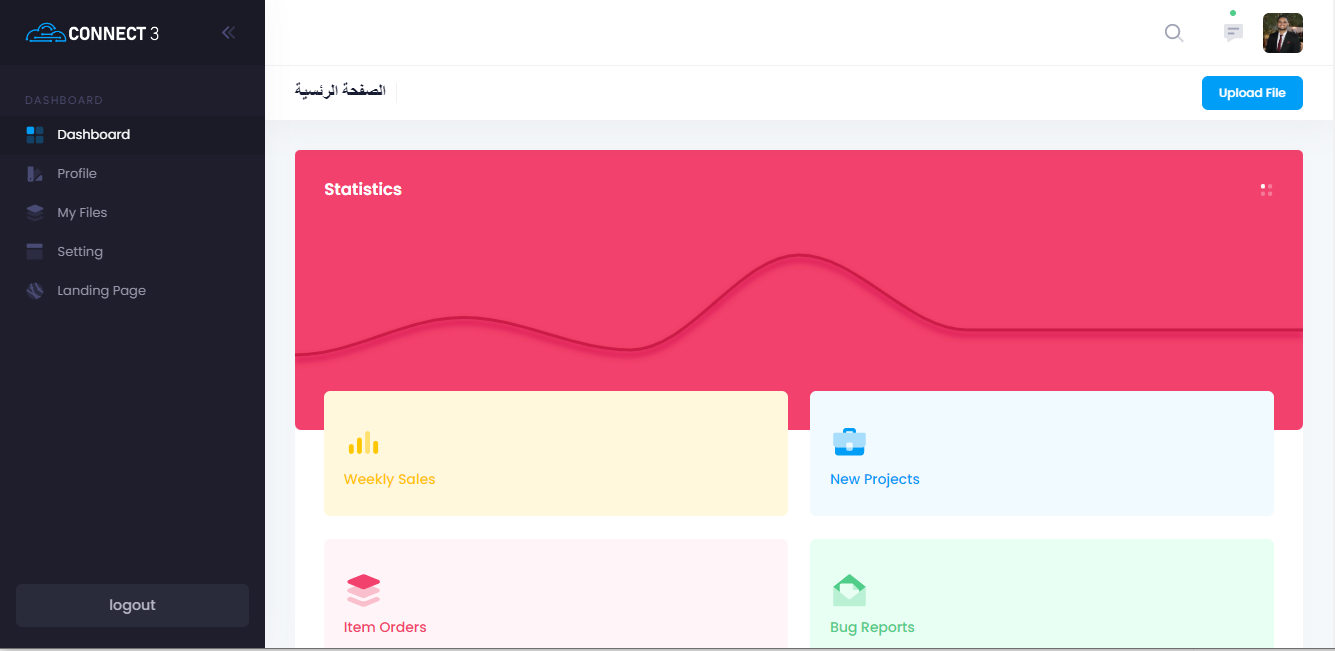 CONNECT 3
DASHBOARD
Dashboard
Profile
My Files
Setting
Landing Page
logout
الصفحة الرئسية
Upload File
Statistics
Weekly Sales
New Projects
Item Orders
Bug Reports